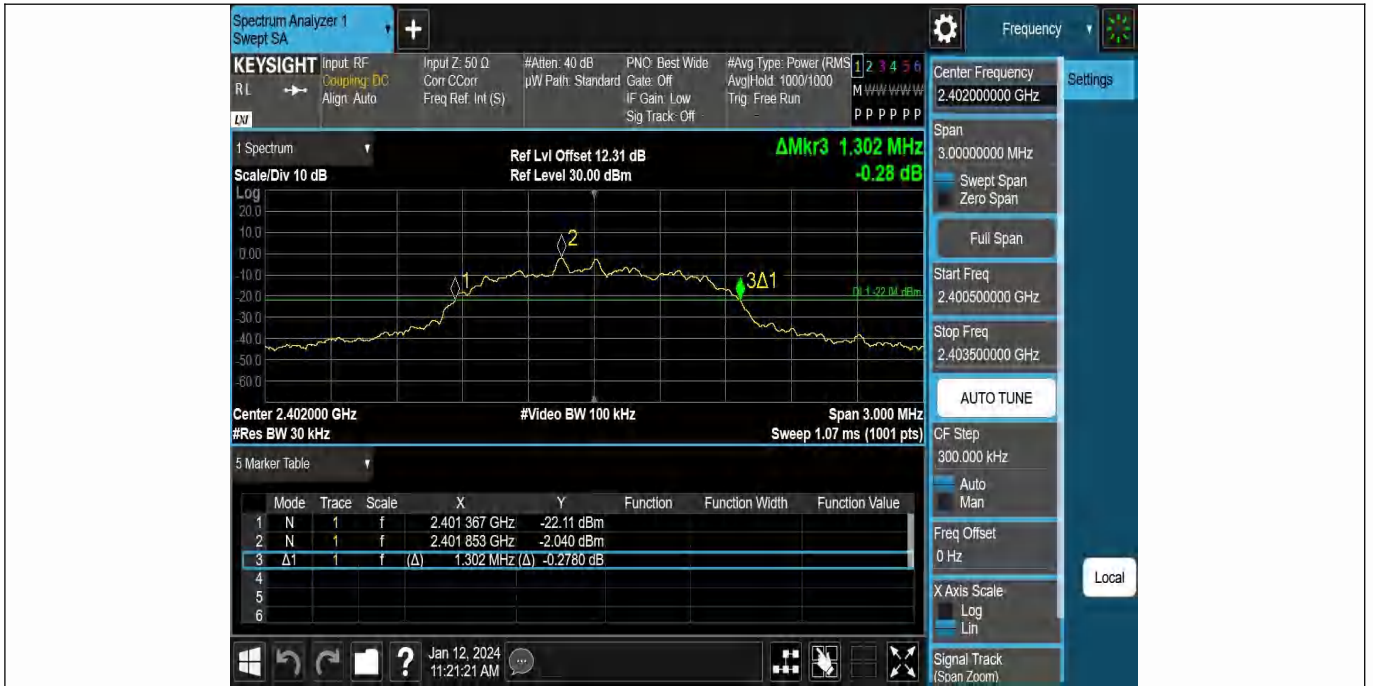 Spectrum Analyzer 1
Swept SA
+
Frequency
KEYSIGHT
RL
LXI
Input: RF
Coupling: DC
Align: Auto
Input Z: 50 Ω
Corr CCorr
Freq Ref: Int (S)
#Atten: 40 dB
µW Path: Standard
PNO: Best Wide
Gate: Off
IF Gain: Low
Sig Track: Off
#Avg Type: Power (RMS
Avg|Hold: 1000/1000
Trig: Free Run
1 2 3 4 5 6
M W W W W W
P P P P P P
1 Spectrum
Scale/Div 10 dB
Ref Lvl Offset 12.31 dB
Ref Level 30.00 dBm
ΔMkr3 1.302 MHz
-0.28 dB
Log
20.0
10.0
0.00
-10.0
-20.0
-30.0
-40.0
-50.0
-60.0
1
2
3Δ1
DL1 -22.04 dBm
Center 2.402000 GHz
#Res BW 30 kHz
#Video BW 100 kHz
Span 3.000 MHz
Sweep 1.07 ms (1001 pts)
5 Marker Table
Mode Trace Scale X Y Function Function Width Function Value
1 N 1 f 2.401 367 GHz -22.11 dBm
2 N 1 f 2.401 853 GHz -2.040 dBm
3 Δ1 1 f (Δ) 1.302 MHz (Δ) -0.2780 dB
4
5
6
?
Jan 12, 2024
11:21:21 AM
Center Frequency
2.402000000 GHz
Settings
Span
3.00000000 MHz
Swept Span
Zero Span
Full Span
Start Freq
2.400500000 GHz
Stop Freq
2.403500000 GHz
AUTO TUNE
CF Step
300.000 kHz
Auto
Man
Freq Offset
0 Hz
X Axis Scale
Log
Lin
Local
Signal Track
(Span Zoom)